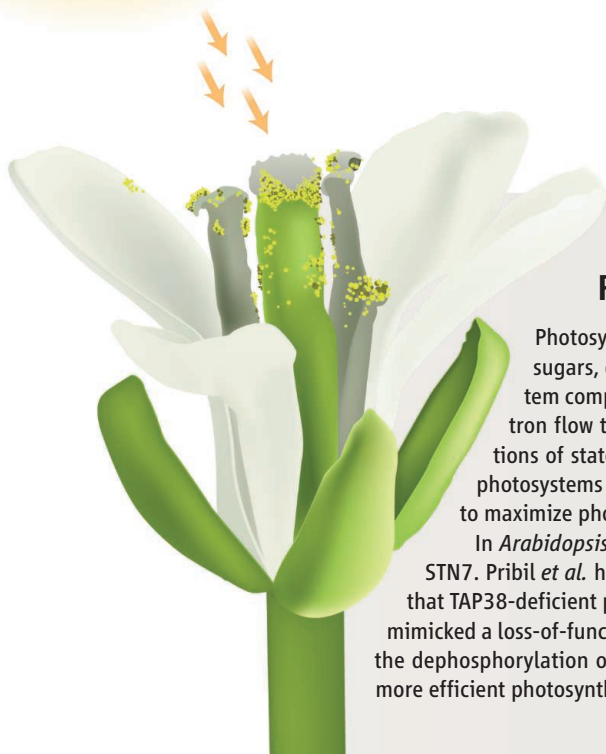 Photosy
sugars,
tem comp
tron flow t
tions of stat
photosystems
to maximize pho
In Arabidopsis
STN7. Pribil et al. h
that TAP38-deficient p
mimicked a loss-of-func
the dephosphorylation o
more efficient photosynth